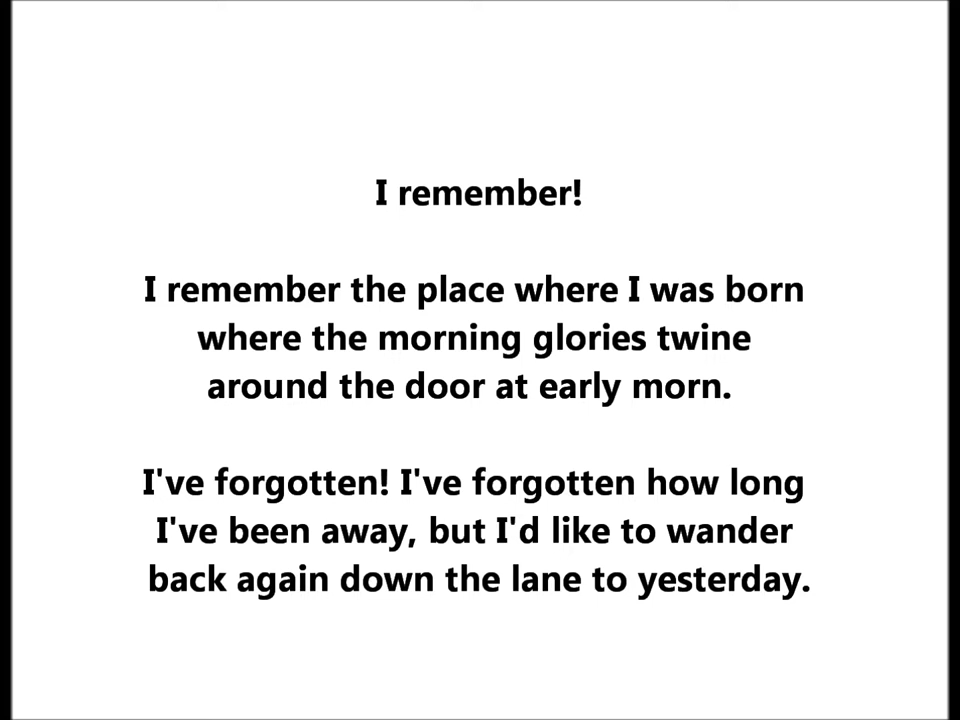 I remember!
I remember the place where I was born
where the morning glories twine
around the door at early morn.
I've forgotten! I've forgotten how long
I've been away, but I'd like to wander
back again down the lane to yesterday.